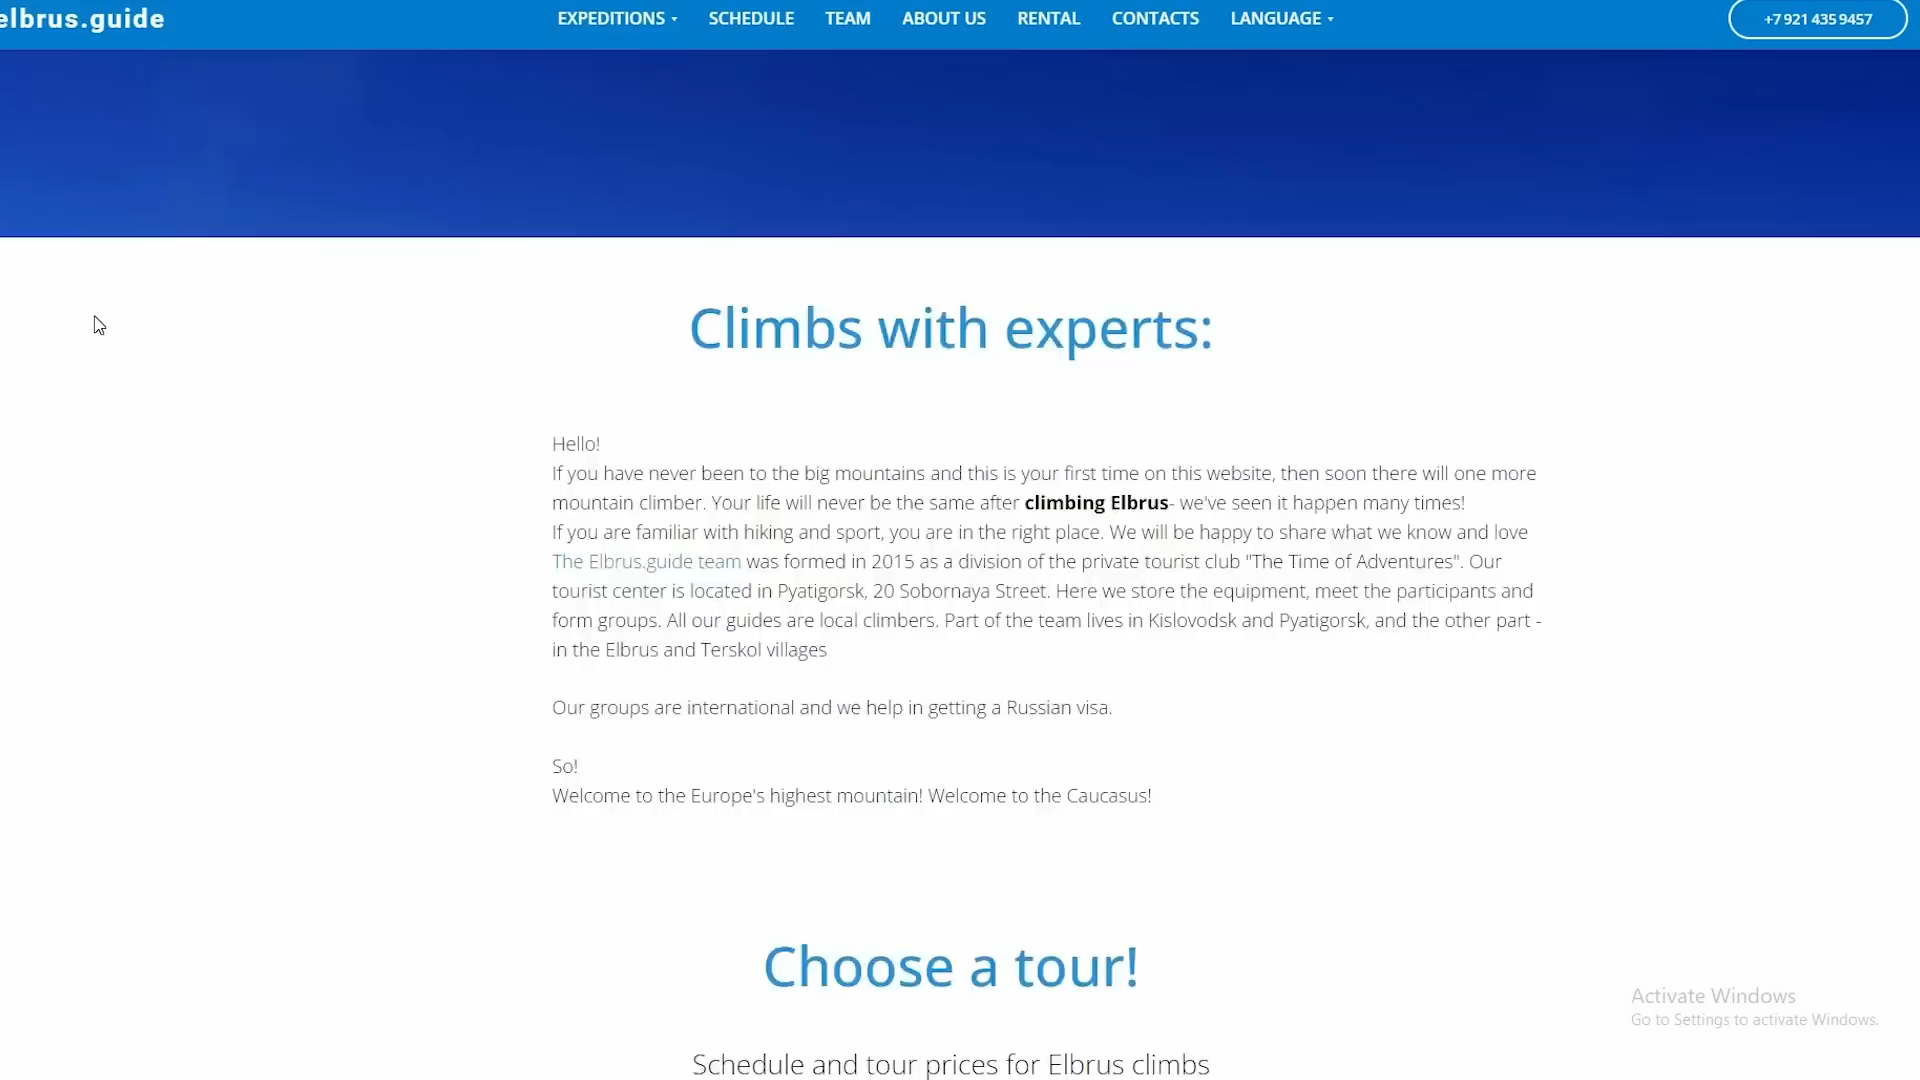 elbrus.guide
EXPEDITIONS
SCHEDULE
TEAM
ABOUT US
RENTAL
CONTACTS
LANGUAGE
+7 921 435 9457
Climbs with experts:
Hello!
If you have never been to the big mountains and this is your first time on this website, then soon there will one more
mountain climber. Your life will never be the same after climbing Elbrus- we've seen it happen many times!
If you are familiar with hiking and sport, you are in the right place. We will be happy to share what we know and love
The Elbrus.guide team was formed in 2015 as a division of the private tourist club "The Time of Adventures". Our
tourist center is located in Pyatigorsk, 20 Sobornaya Street. Here we store the equipment, meet the participants and
form groups. All our guides are local climbers. Part of the team lives in Kislovodsk and Pyatigorsk, and the other part -
in the Elbrus and Terskol villages
Our groups are international and we help in getting a Russian visa.
So!
Welcome to the Europe's highest mountain! Welcome to the Caucasus!
Choose a tour!
Schedule and tour prices for Elbrus climbs
Activate Windows
Go to Settings to activate Windows.